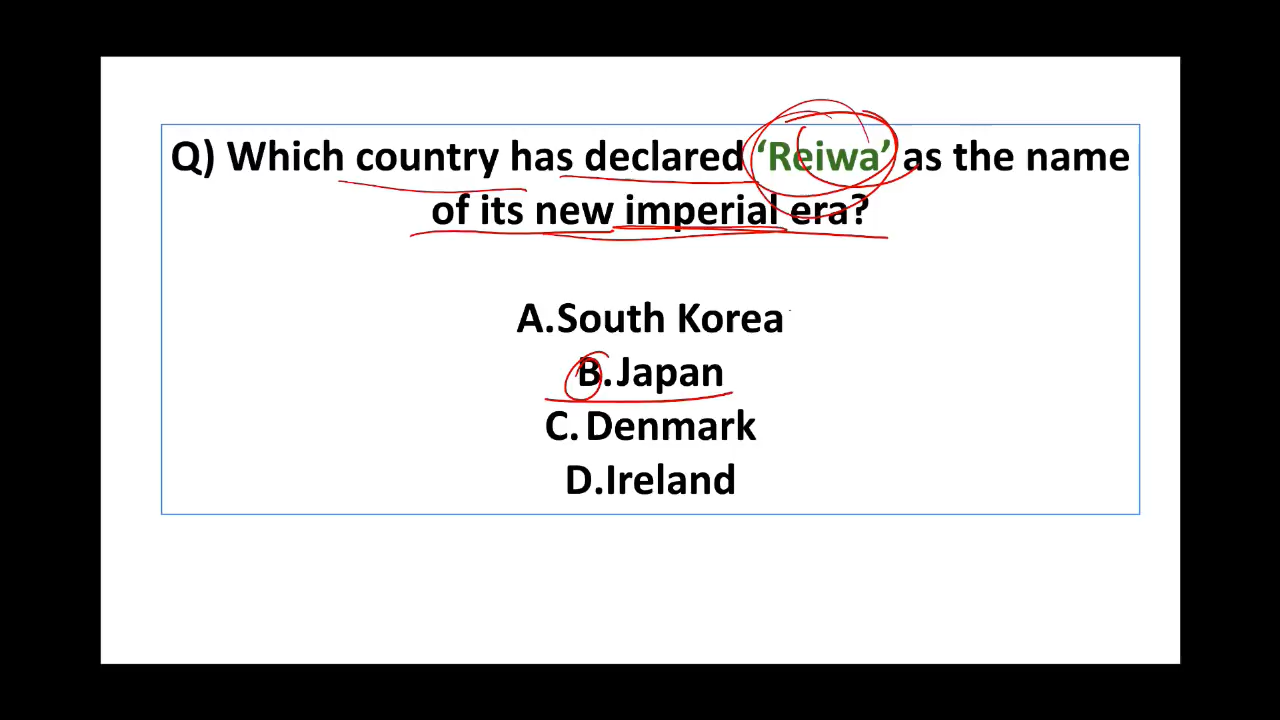 Q) Which country has declared ‘Reiwa’ as the name
of its new imperial era?
A.South Korea
B.Japan
C. Denmark
D.Ireland